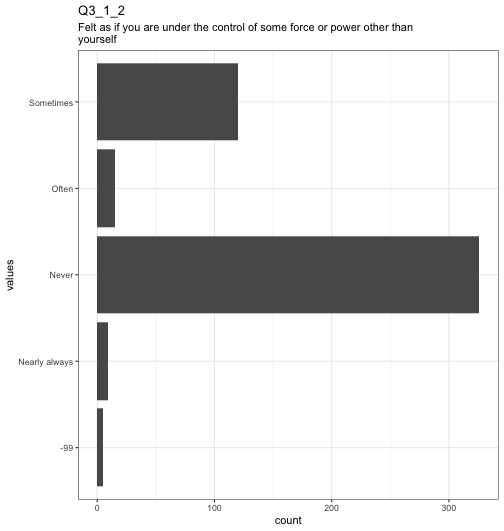 Q3_1_2
Felt as if you are under the control of some force or power other than
yourself
values
Sometimes
Often
Never
Nearly always
-99
0 100 200 300
count